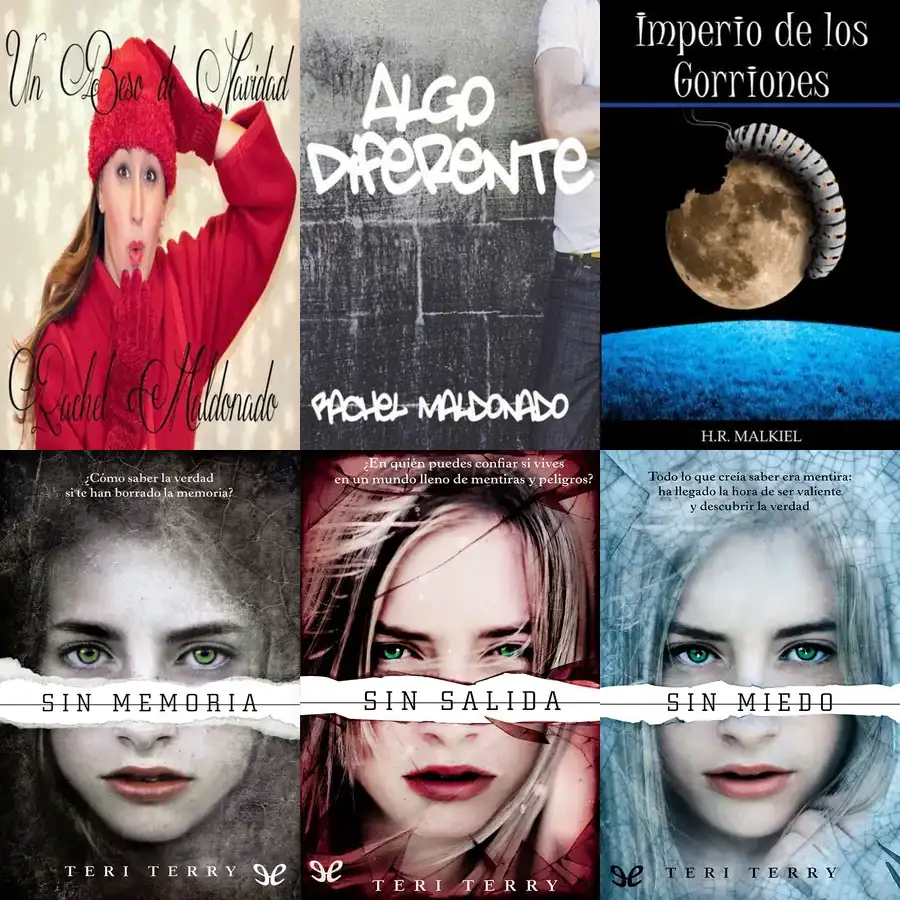 Un Beso de Navidad
Rachel Maldonado
ALGO
DIFERENTE
RACHEL MALDONADO
Imperio de los
Gorriones
H.R. MALKIEL
¿Cómo saber la verdad
si te han borrado la memoria?
SIN MEMORIA
TERI TERRY
¿En quién puedes confiar si vives
en un mundo lleno de mentiras y peligros?
SIN SALIDA
TERI TERRY
Todo lo que creía saber era mentira:
ha llegado la hora de ser valiente
y descubrir la verdad
SIN MIEDO
TERI TERRY